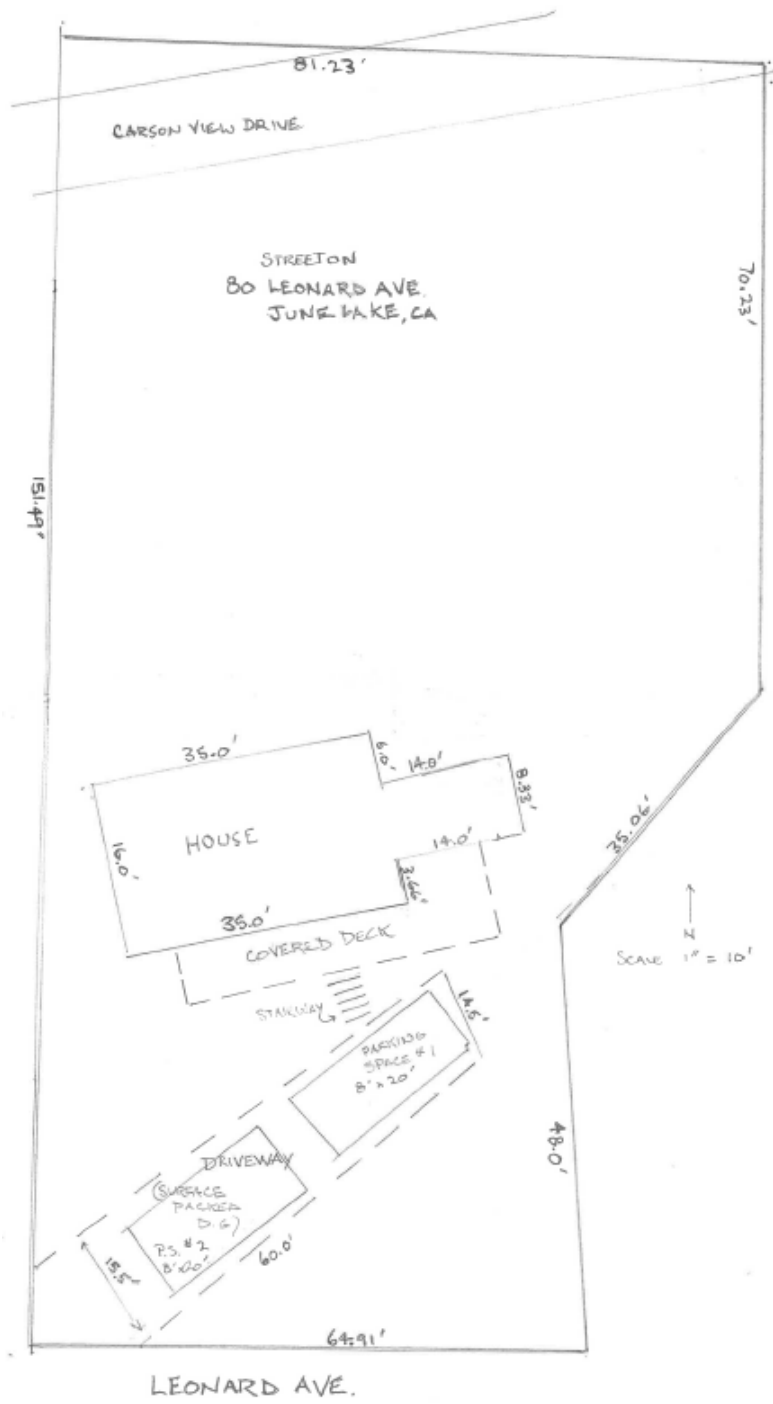 81.23'
CARSON VIEW DRIVE
STREETON
80 LEONARD AVE.
JUNE LAKE, CA
70.23'
151.49'
35.0'
6.0'
14.0'
8.33'
HOUSE
16.0'
14.0'
3.66'
35.06'
35.0'
COVERED DECK
N
SCALE 1" = 10'
STAIRWAY
14.5'
PARKING
SPACE #1
8' x 20'
48.0'
DRIVEWAY
(SURFACE
PACKED
D.G)
P.S. #2
8' x 20'
60.0'
15.5'
64.91'
LEONARD AVE.